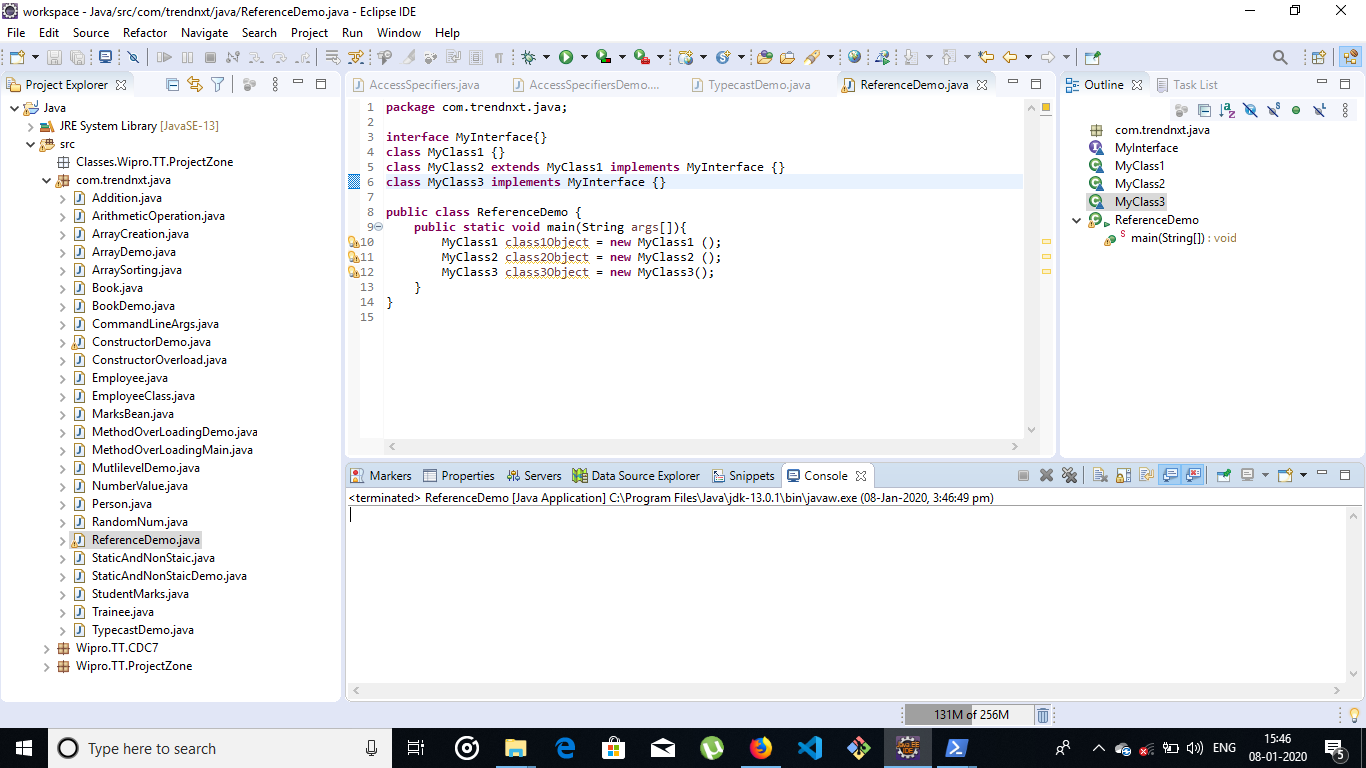 workspace - Java/src/com/trendnxt/java/ReferenceDemo.java - Eclipse IDE
File Edit Source Refactor Navigate Search Project Run Window Help
Project Explorer
Java
JRE System Library [JavaSE-13]
src
Classes.Wipro.TT.ProjectZone
com.trendnxt.java
Addition.java
ArithmeticOperation.java
ArrayCreation.java
ArrayDemo.java
ArraySorting.java
Book.java
BookDemo.java
CommandLineArgs.java
ConstructorDemo.java
ConstructorOverload.java
Employee.java
EmployeeClass.java
MarksBean.java
MethodOverLoadingDemo.java
MethodOverLoadingMain.java
MutlilevelDemo.java
NumberValue.java
Person.java
RandomNum.java
ReferenceDemo.java
StaticAndNonStaic.java
StaticAndNonStaicDemo.java
StudentMarks.java
Trainee.java
TypecastDemo.java
Wipro.TT.CDC7
Wipro.TT.ProjectZone
AccessSpecifiers.java AccessSpecifiersDemo.... TypecastDemo.java ReferenceDemo.java
1 package com.trendnxt.java;
2
3 interface MyInterface{}
4 class MyClass1 {}
5 class MyClass2 extends MyClass1 implements MyInterface {}
6 class MyClass3 implements MyInterface {}
7
8 public class ReferenceDemo {
9 public static void main(String args[]){
10 MyClass1 class1Object = new MyClass1 ();
11 MyClass2 class2Object = new MyClass2 ();
12 MyClass3 class3Object = new MyClass3();
13 }
14 }
15
Outline Task List
com.trendnxt.java
MyInterface
MyClass1
MyClass2
MyClass3
ReferenceDemo
main(String[]) : void
Markers Properties Servers Data Source Explorer Snippets Console
<terminated> ReferenceDemo [Java Application] C:\Program Files\Java\jdk-13.0.1\bin\javaw.exe (08-Jan-2020, 3:46:49 pm)
131M of 256M
Type here to search
ENG
15:46
08-01-2020
5